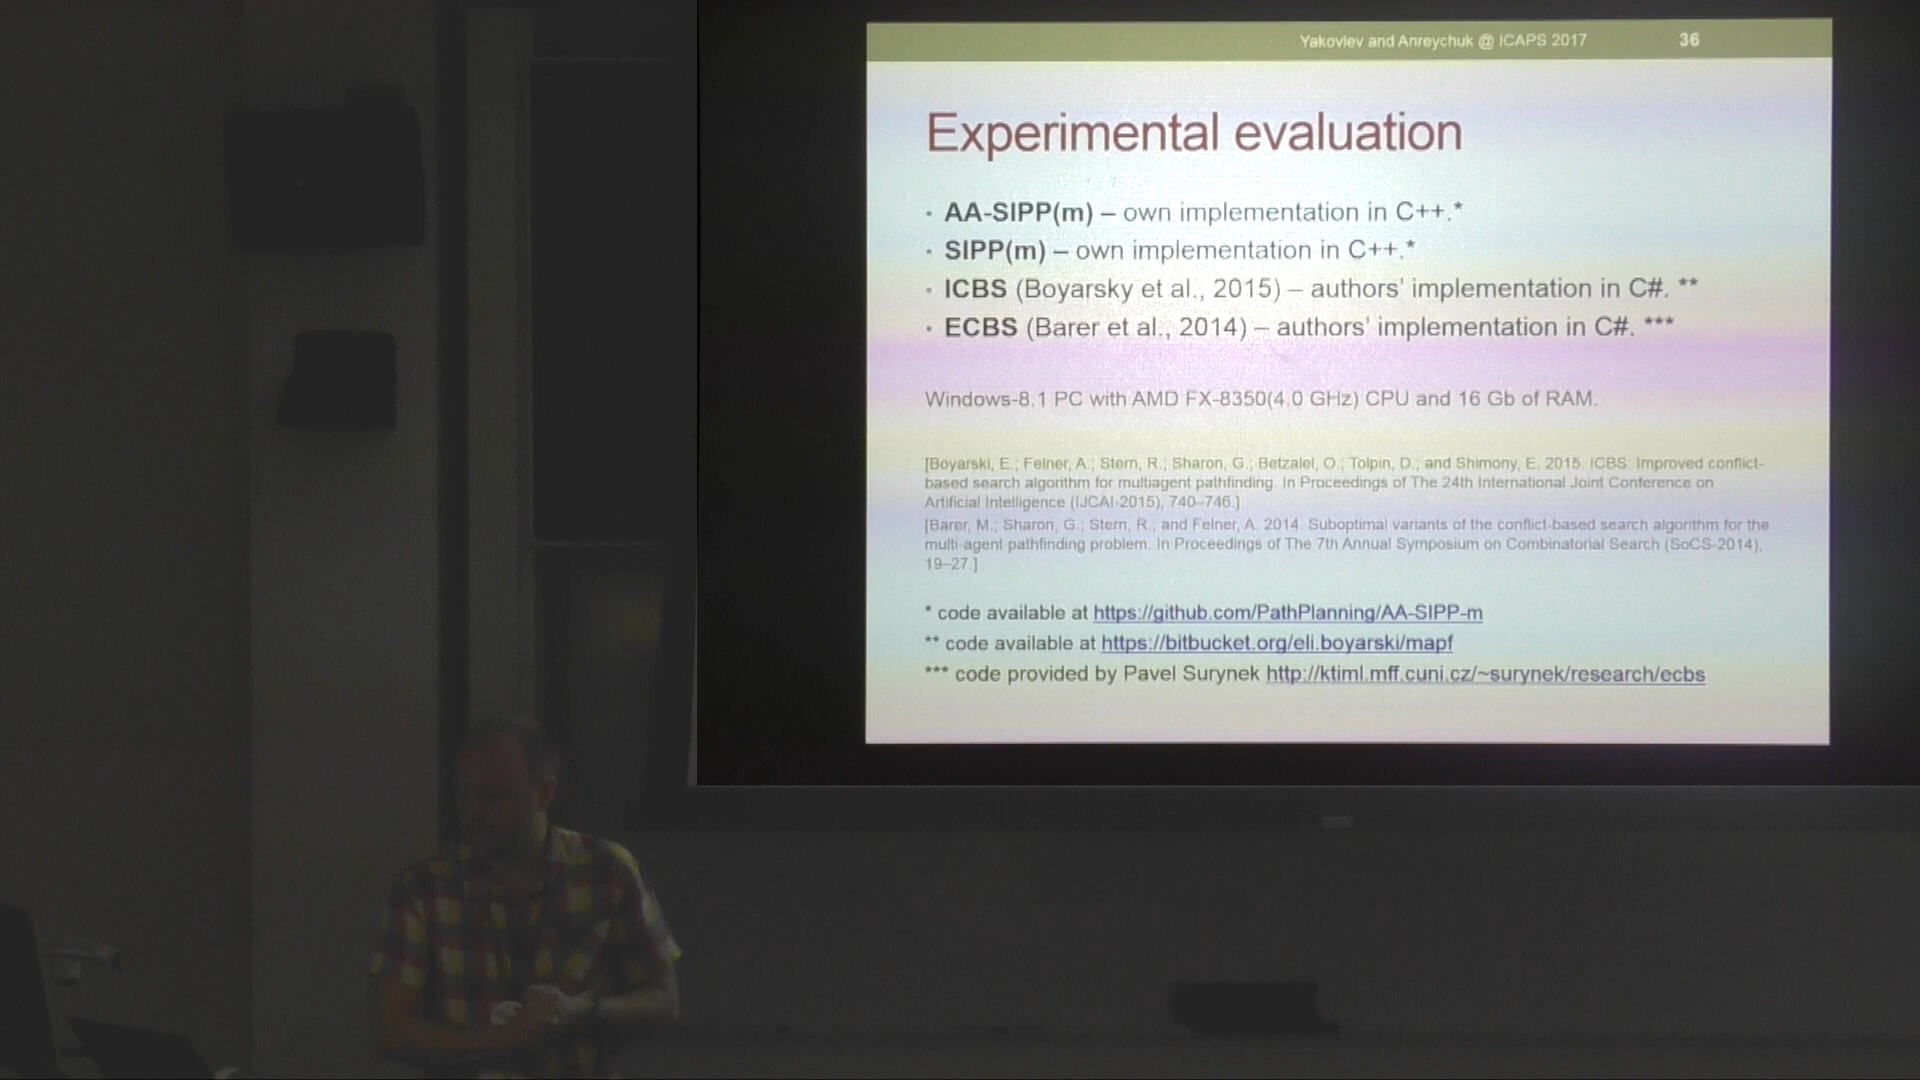 Yakovlev and Anreychuk @ ICAPS 2017 36
Experimental evaluation
• AA-SIPP(m) – own implementation in C++.*
• SIPP(m) – own implementation in C++.*
• ICBS (Boyarsky et al., 2015) – authors' implementation in C#. **
• ECBS (Barer et al., 2014) – authors' implementation in C#. ***
Windows-8.1 PC with AMD FX-8350(4.0 GHz) CPU and 16 Gb of RAM.
[Boyarski, E.; Felner, A.; Stern, R.; Sharon, G.; Betzalel, O.; Tolpin, D.; and Shimony, E. 2015. ICBS: Improved conflict-
based search algorithm for multiagent pathfinding. In Proceedings of The 24th International Joint Conference on
Artificial Intelligence (IJCAI-2015), 740–746.]
[Barer, M.; Sharon, G.; Stern, R.; and Felner, A. 2014. Suboptimal variants of the conflict-based search algorithm for the
multi-agent pathfinding problem. In Proceedings of The 7th Annual Symposium on Combinatorial Search (SoCS-2014),
19–27.]
* code available at https://github.com/PathPlanning/AA-SIPP-m
** code available at https://bitbucket.org/eli.boyarski/mapf
*** code provided by Pavel Surynek http://ktiml.mff.cuni.cz/~surynek/research/ecbs